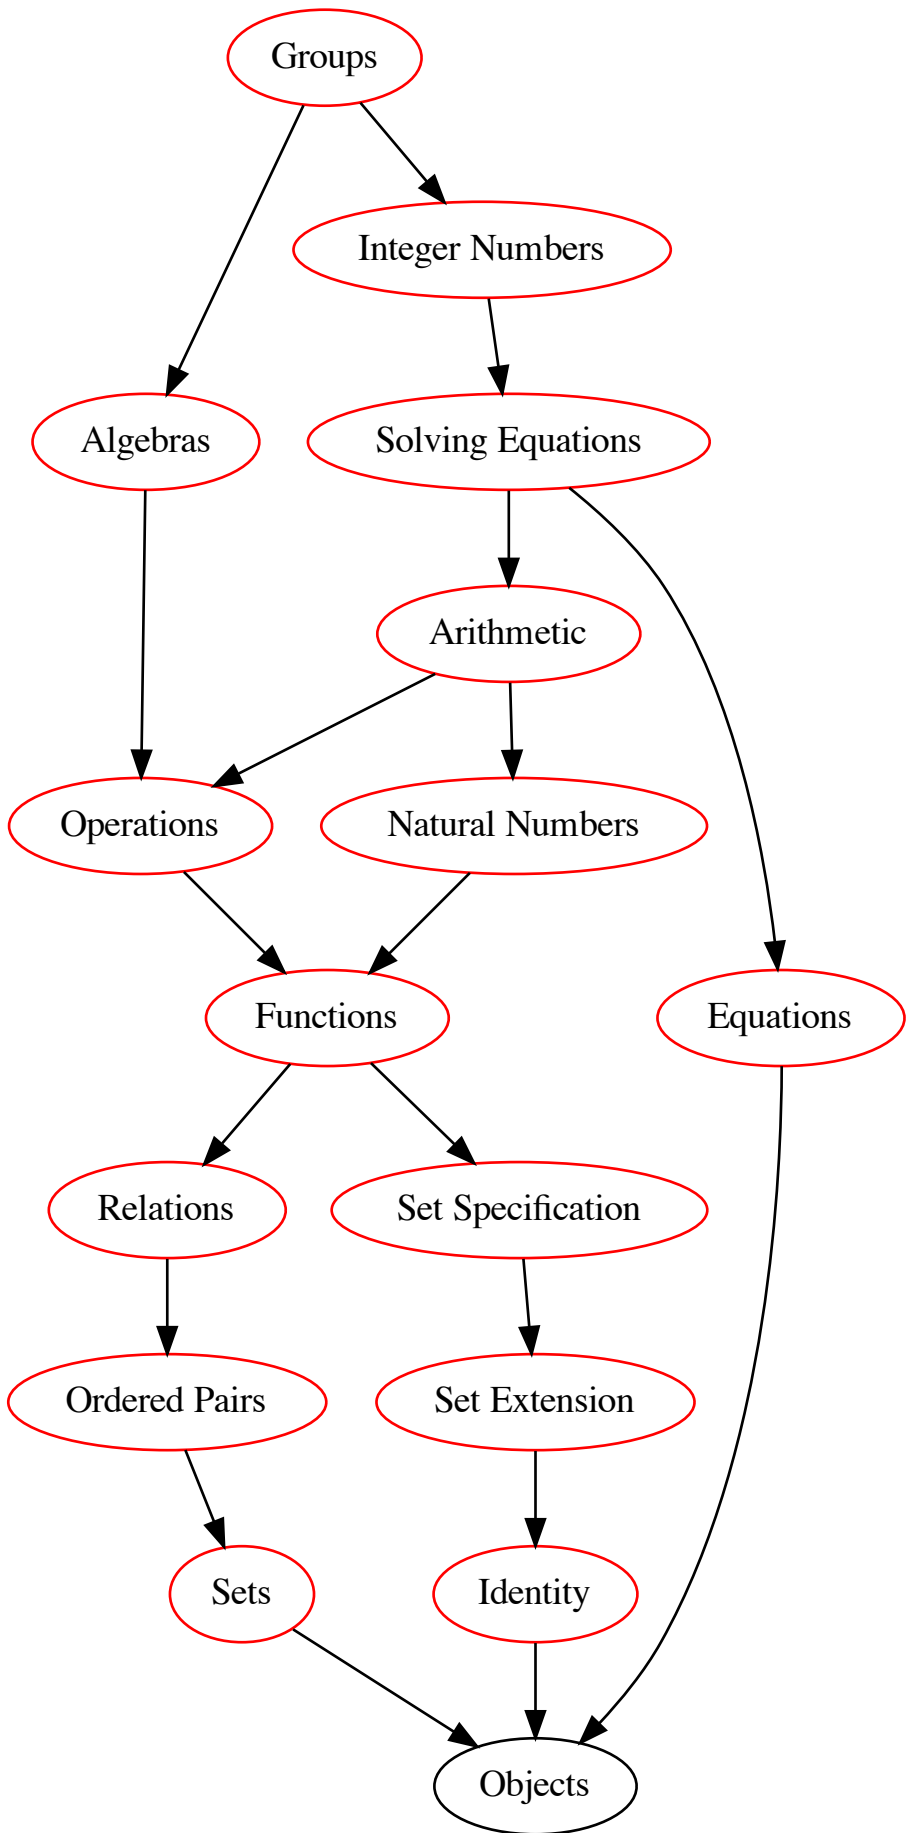 Groups
Integer Numbers
Algebras
Solving Equations
Arithmetic
Operations
Natural Numbers
Functions
Equations
Relations
Set Specification
Ordered Pairs
Set Extension
Sets
Identity
Objects